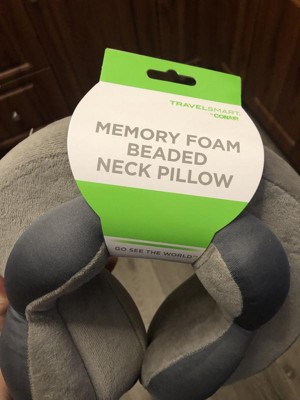 TRAVELSMART
BY CONAIR
MEMORY FOAM
BEADED
NECK PILLOW
GO SEE THE WORLD